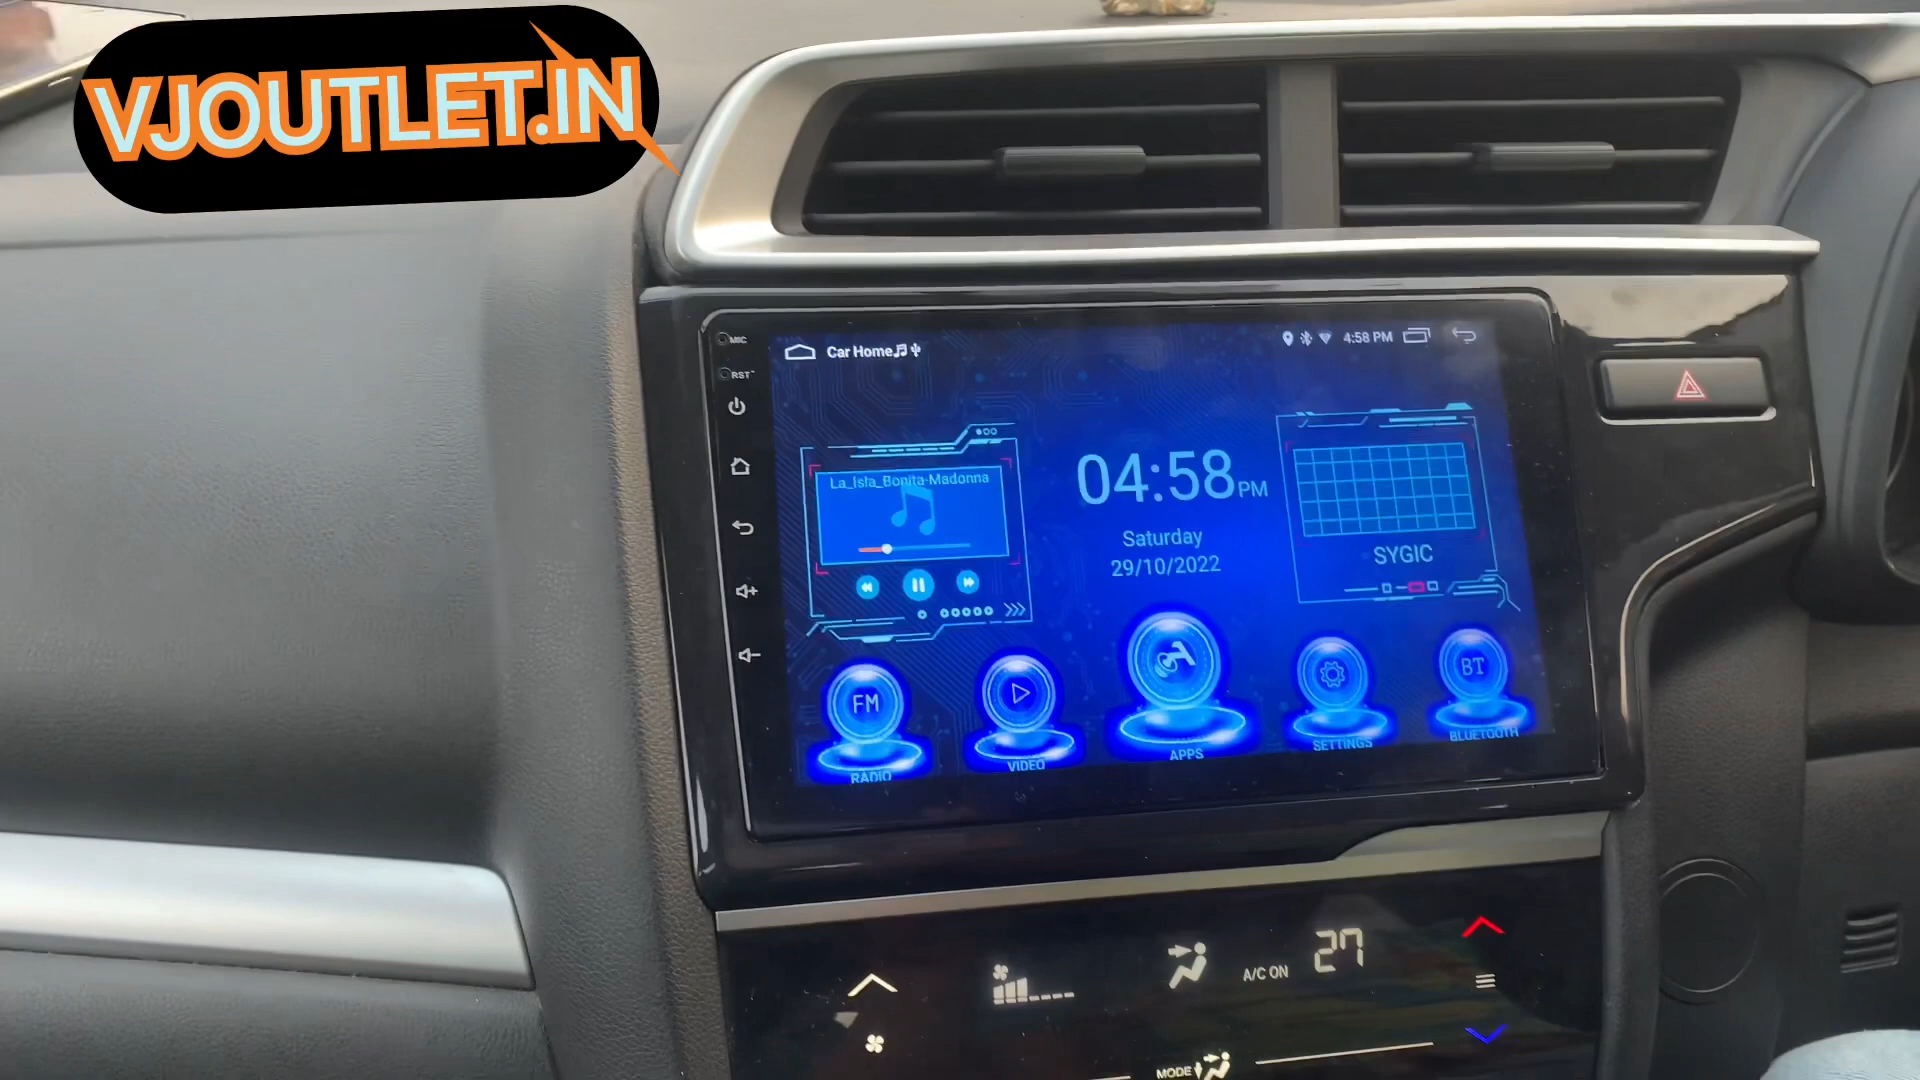 VJOUTLET.IN
MIC
RST
Car Home
4:58 PM
La_Isla_Bonita-Madonna
04:58 PM
Saturday
29/10/2022
SYGIC
FM
BT
RADIO
VIDEO
APPS
SETTINGS
BLUETOOTH
A/C ON
27
MODE